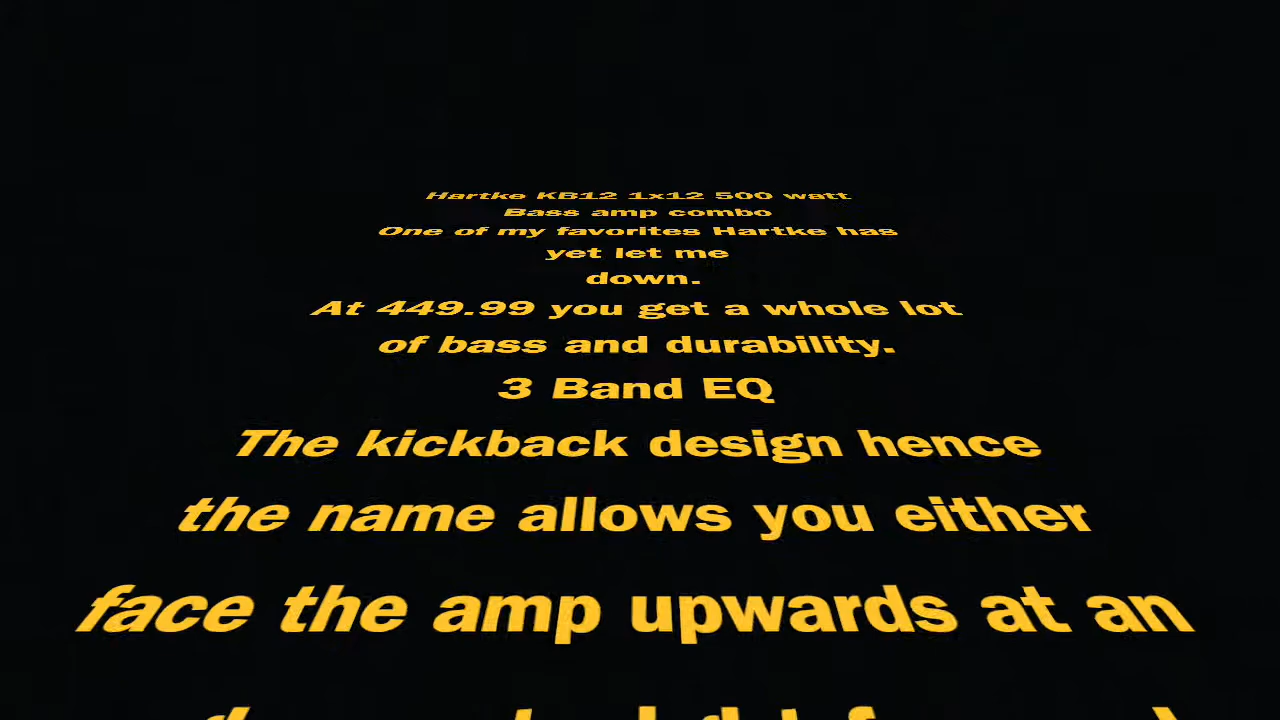 Hartke KB12 1x12 500 watt
Bass amp combo
One of my favorites Hartke has
yet let me
down.
At 449.99 you get a whole lot
of bass and durability.
3 Band EQ
The kickback design hence
the name allows you either
face the amp upwards at an